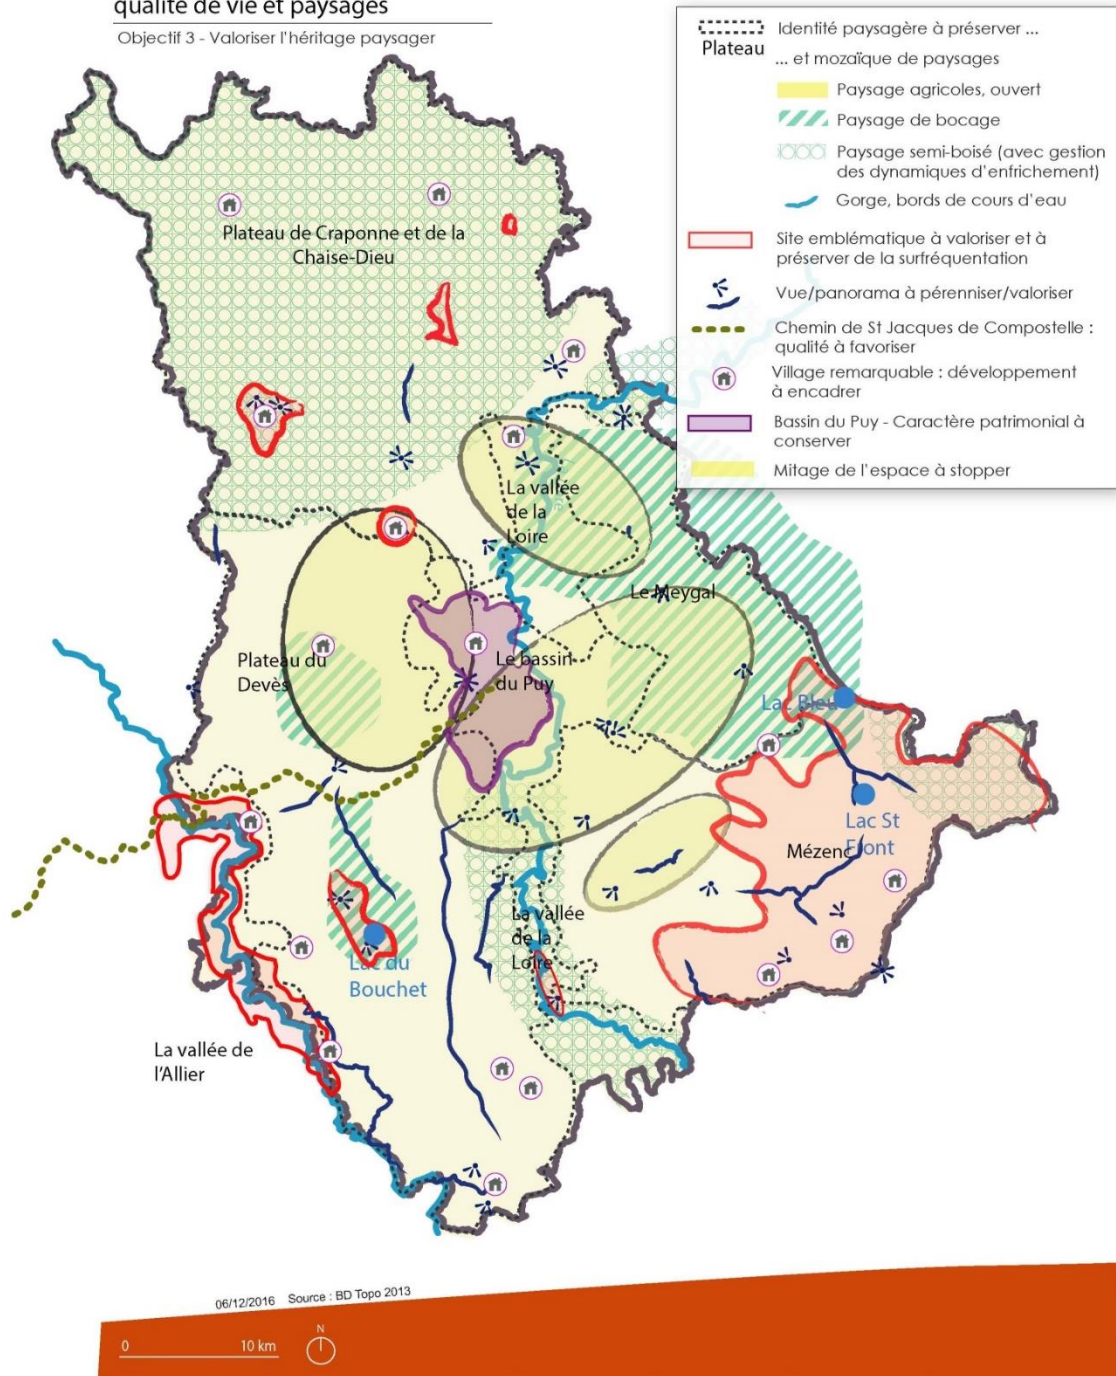 qualité de vie et paysages
Objectif 3 - Valoriser l'héritage paysager
Identité paysagère à préserver ...
Plateau
... et mozaïque de paysages
Paysage agricoles, ouvert
Paysage de bocage
Paysage semi-boisé (avec gestion
des dynamiques d'enfrichement)
Gorge, bords de cours d'eau
Site emblématique à valoriser et à
préserver de la surfréquentation
Vue/panorama à pérenniser/valoriser
Chemin de St Jacques de Compostelle :
qualité à favoriser
Village remarquable : développement
à encadrer
Bassin du Puy - Caractère patrimonial à
conserver
Mitage de l'espace à stopper
Plateau de Craponne et de la
Chaise-Dieu
La vallée
de la
Loire
Le Meygal
Plateau du
Devès
Le bassin
du Puy
Lac Bleu
Lac St
Front
Mézenc
La vallée
de la
Loire
Lac du
Bouchet
La vallée de
l'Allier
06/12/2016 Source : BD Topo 2013
0 10 km
N